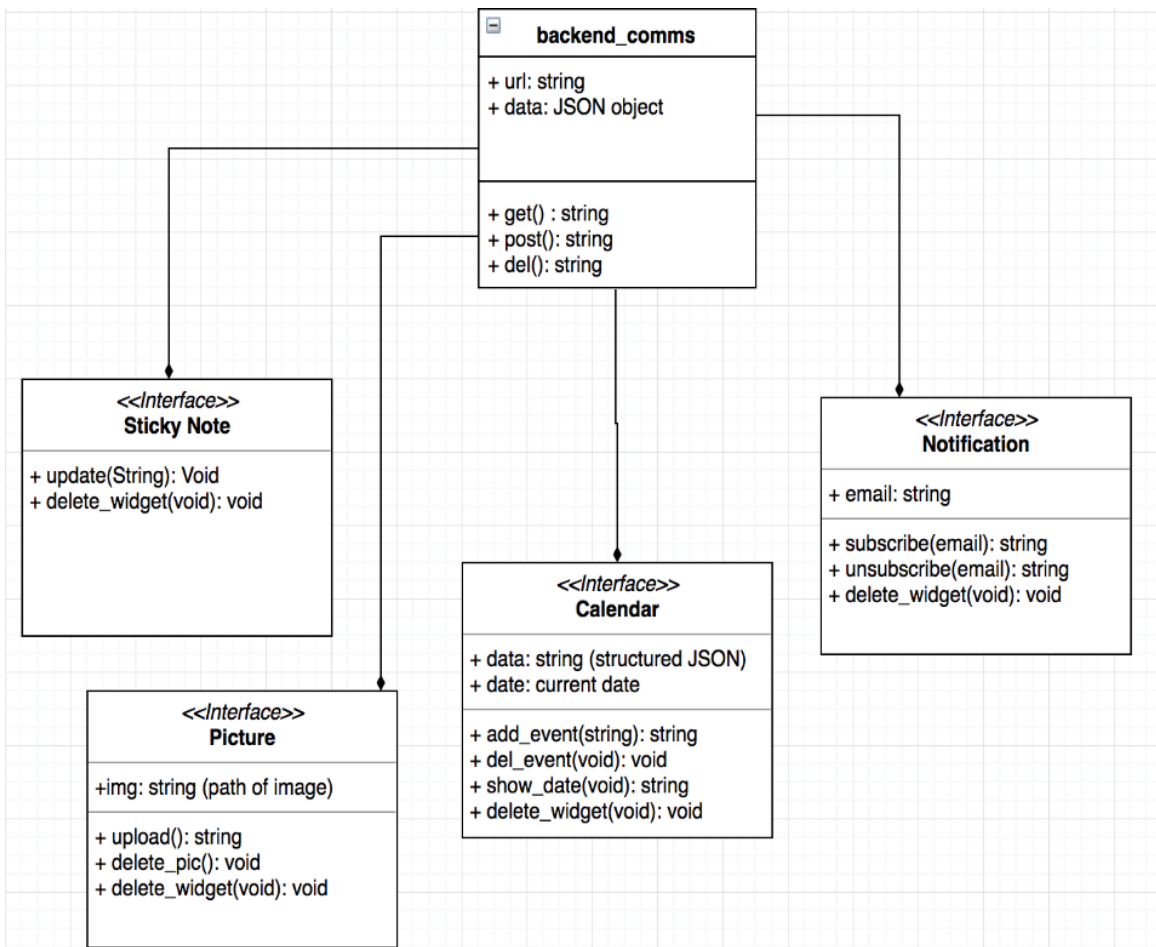 backend_comms
+ url: string
+ data: JSON object
+ get() : string
+ post(): string
+ del(): string
<<Interface>>
Sticky Note
+ update(String): Void
+ delete_widget(void): void
<<Interface>>
Notification
+ email: string
+ subscribe(email): string
+ unsubscribe(email): string
+ delete_widget(void): void
<<Interface>>
Calendar
+ data: string (structured JSON)
+ date: current date
+ add_event(string): string
+ del_event(void): void
+ show_date(void): string
+ delete_widget(void): void
<<Interface>>
Picture
+img: string (path of image)
+ upload(): string
+ delete_pic(): void
+ delete_widget(void): void